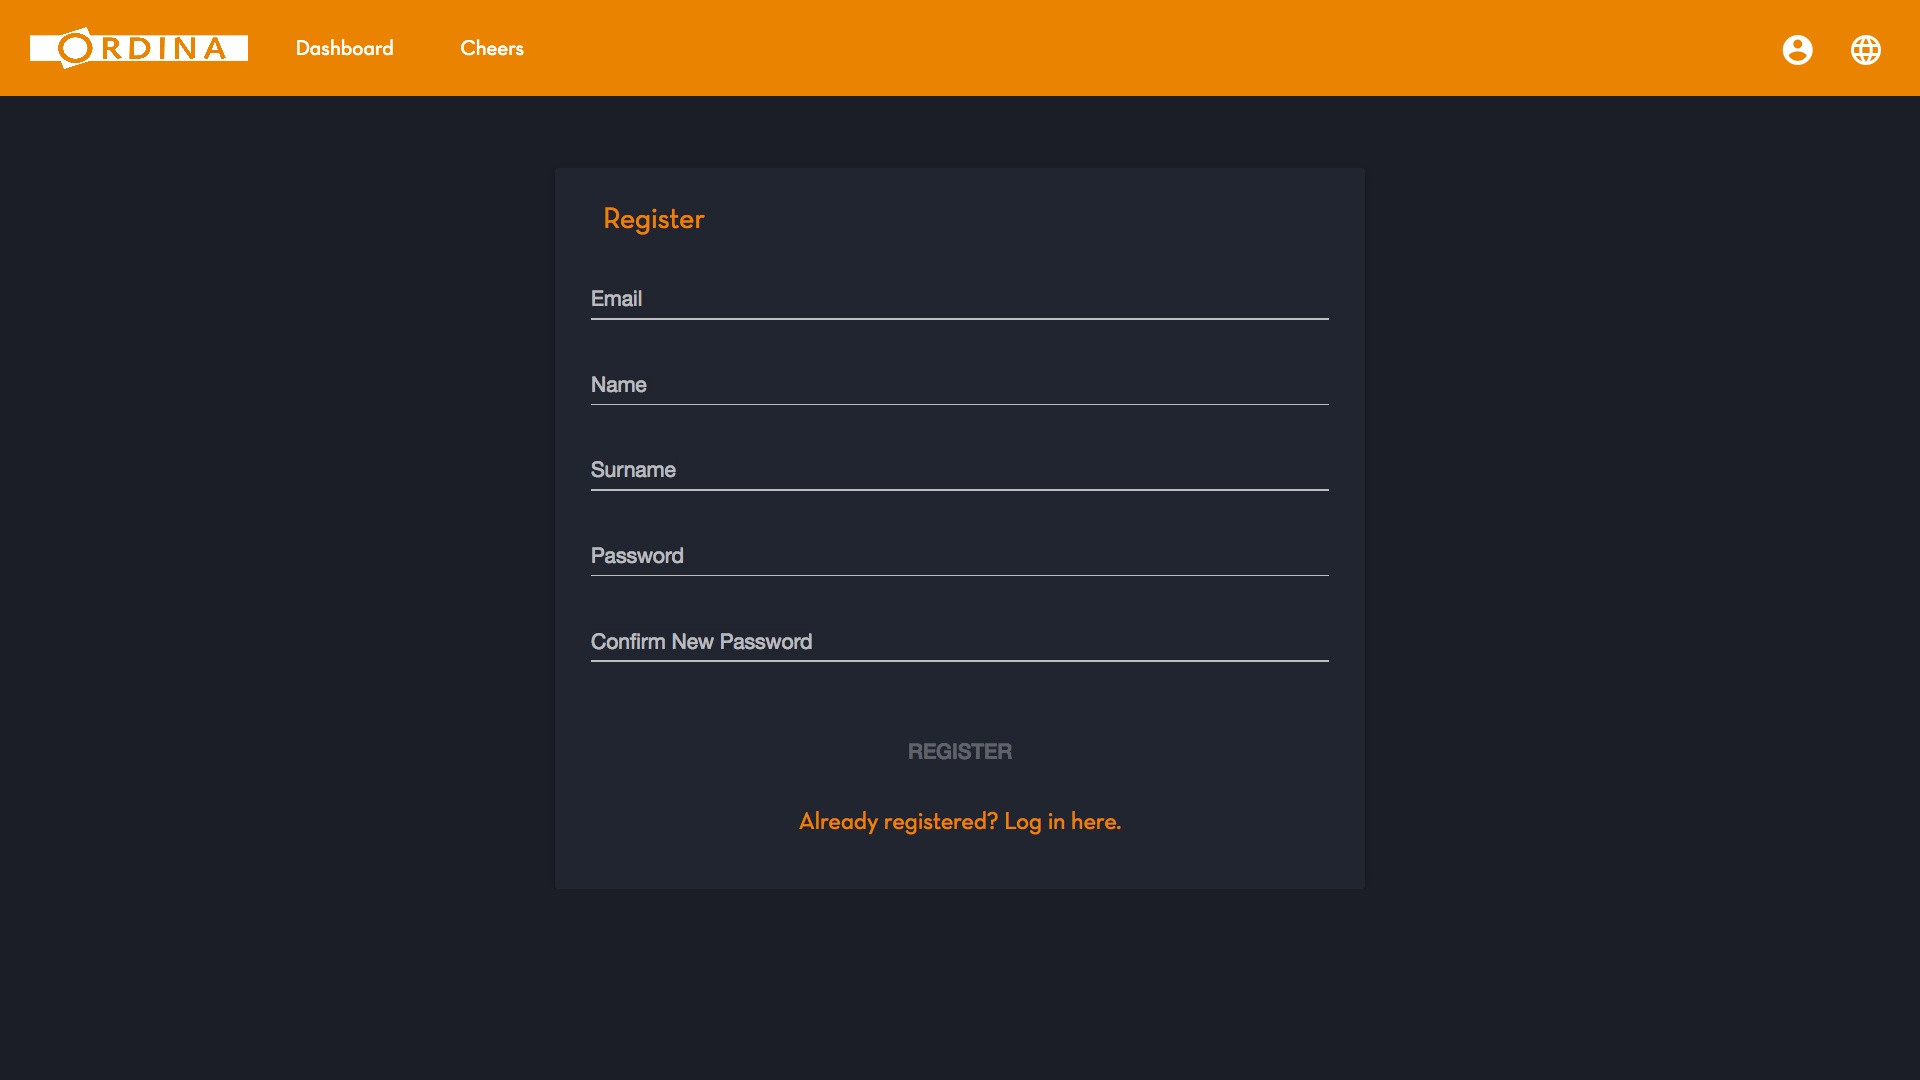 ORDINA
Dashboard
Cheers
Register
Email
Name
Surname
Password
Confirm New Password
REGISTER
Already registered? Log in here.